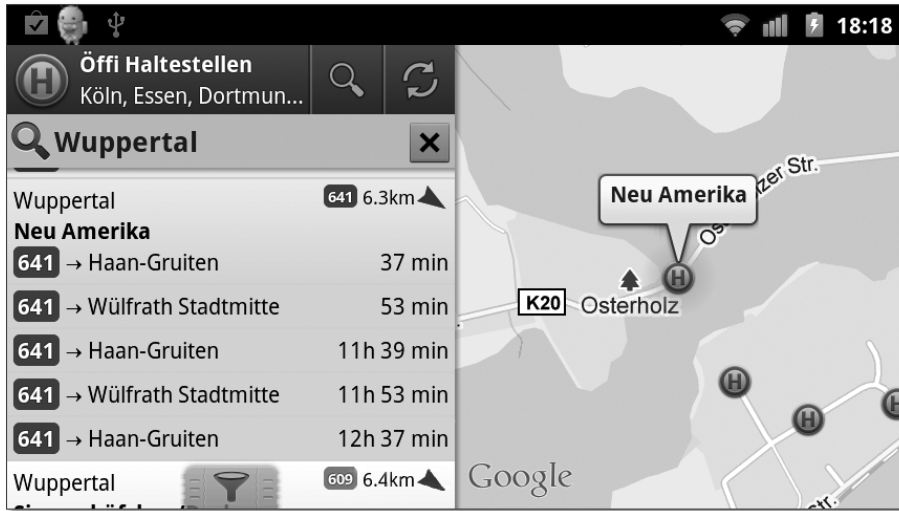 18:18
H
Öffi Haltestellen
Köln, Essen, Dortmun...
Wuppertal
Wuppertal 641 6.3km
Neu Amerika
641 → Haan-Gruiten 37 min
641 → Wülfrath Stadtmitte 53 min
641 → Haan-Gruiten 11h 39 min
641 → Wülfrath Stadtmitte 11h 53 min
641 → Haan-Gruiten 12h 37 min
Wuppertal 609 6.4km
Neu Amerika
H
K20
Osterholz
H
H
H
Google